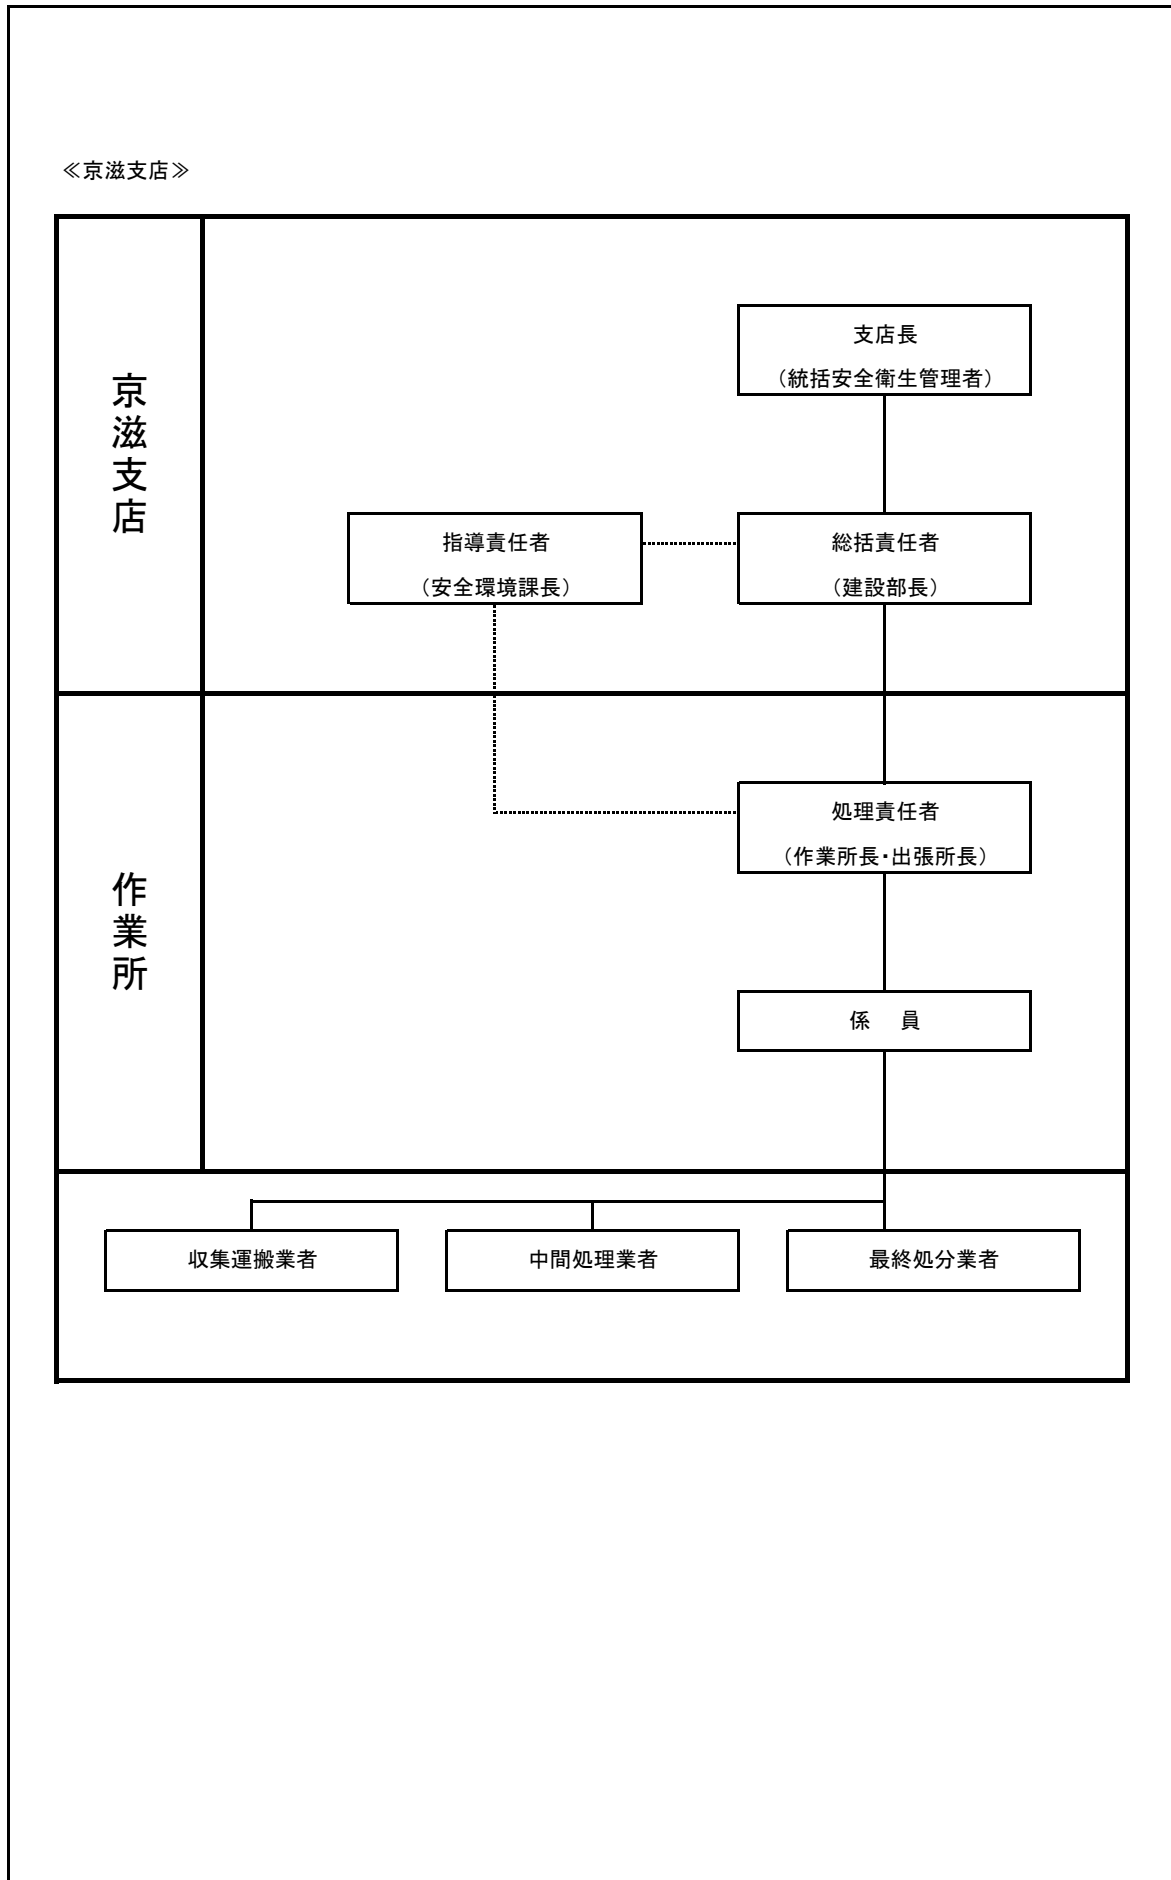 ≪京滋支店≫
京滋支店
支店長
（統括安全衛生管理者）
指導責任者
（安全環境課長）
総括責任者
（建設部長）
作業所
処理責任者
（作業所長・出張所長）
係　員
収集運搬業者
中間処理業者
最終処分業者